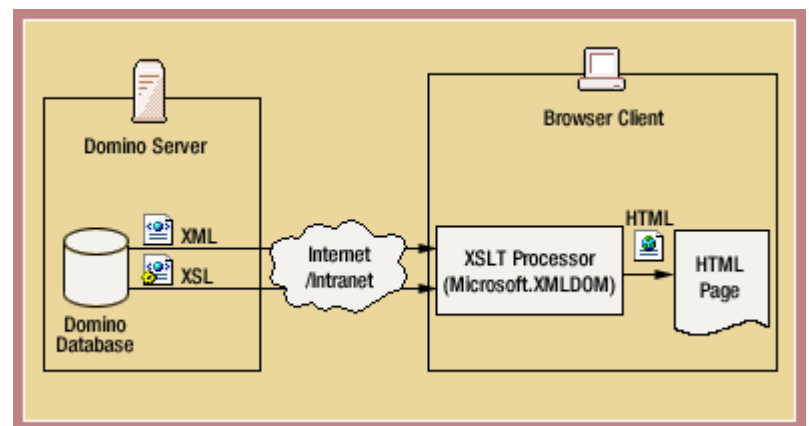 Domino Server
XML
XSL
Domino
Database
Internet
/Intranet
Browser Client
XSLT Processor
(Microsoft.XMLDOM)
HTML
HTML
Page